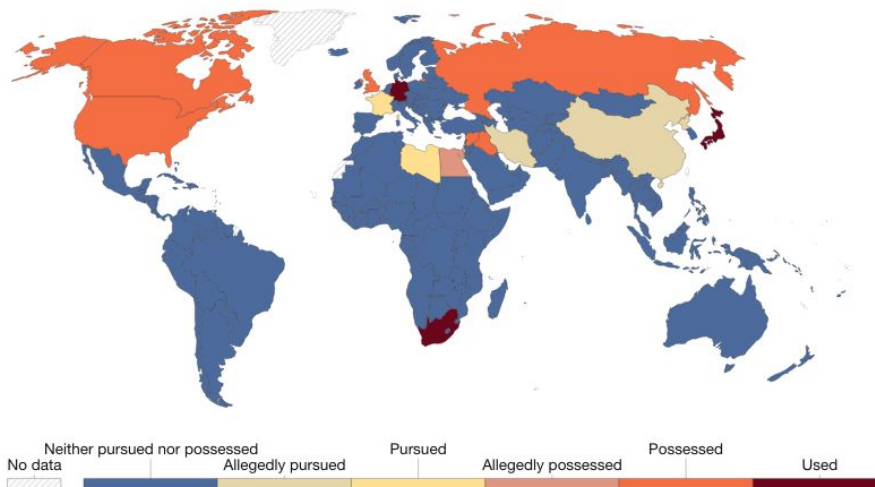 Neither pursued nor possessed
Pursued
Possessed
No data
Allegedly pursued
Allegedly possessed
Used